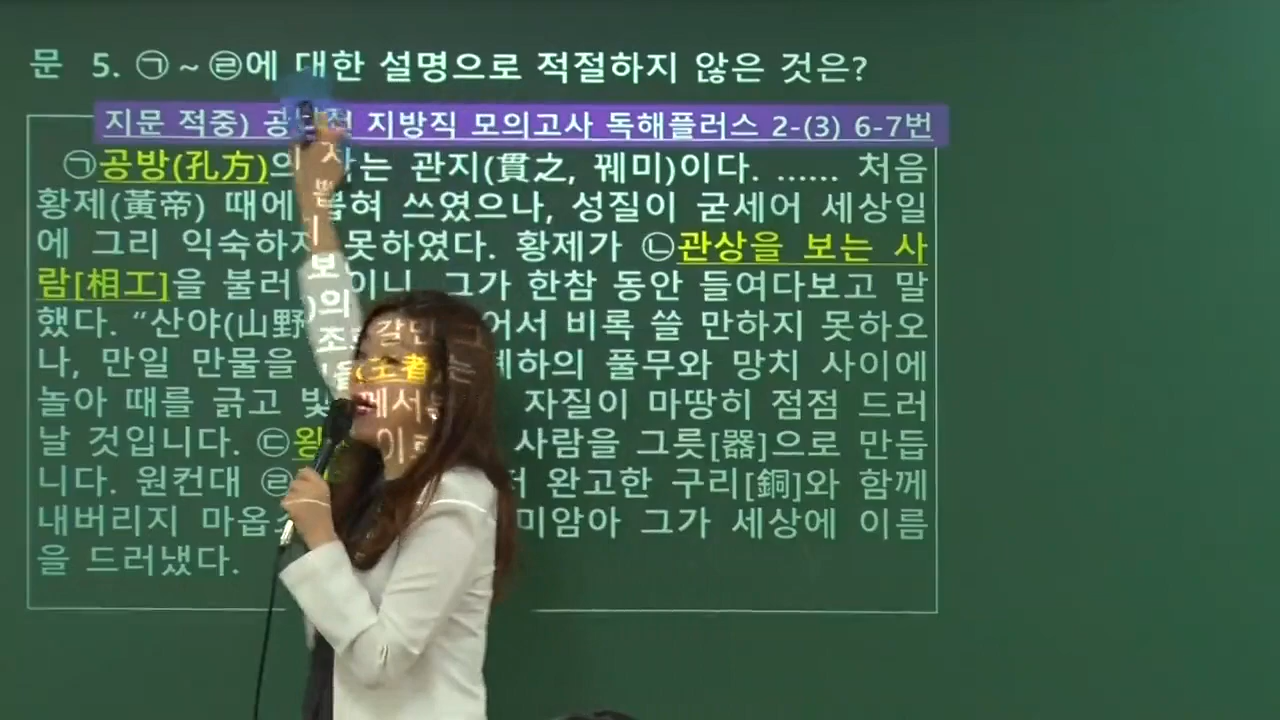 문 5. ㉠~㉣에 대한 설명으로 적절하지 않은 것은?
지문 적중) 지방직 모의고사 독해플러스 2-(3) 6-7번
㉠공방(孔方)의 자는 관지(貫之, 꿰미)이다. …… 처음
황제(黃帝) 때에 뽑혀 쓰였으나, 성질이 굳세어 세상일
에 그리 익숙하지 못하였다. 황제가 ㉡관상을 보는 사
람[相工]을 불러 보이니, 그가 한참 동안 들여다보고 말
했다. “산야(山野 어서 비록 쓸 만하지 못하오
나, 만일 만물을 폐하의 풀무와 망치 사이에
놀아 때를 긁고 빛 자질이 마땅히 점점 드러
날 것입니다. ㉢왕 사람을 그릇[器]으로 만듭
니다. 원컨대 ㉣ 완고한 구리[銅]와 함께
내버리지 마옵소 미암아 그가 세상에 이름
을 드러냈다.